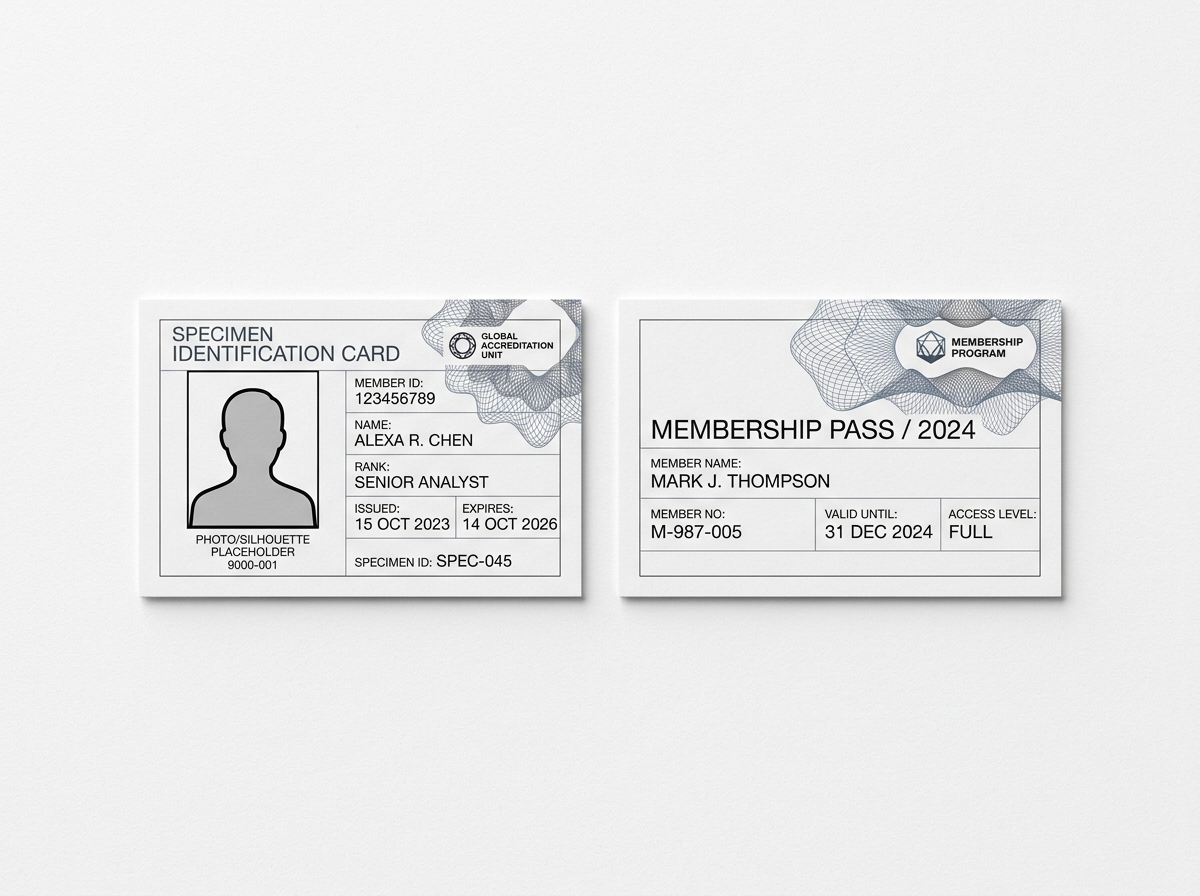 SPECIMEN
IDENTIFICATION CARD
GLOBAL
ACCREDITATION
UNIT
MEMBER ID:
123456789
NAME:
ALEXA R. CHEN
RANK:
SENIOR ANALYST
ISSUED:
15 OCT 2023
EXPIRES:
14 OCT 2026
SPECIMEN ID: SPEC-045
PHOTO/SILHOUETTE
PLACEHOLDER
9000-001
MEMBERSHIP
PROGRAM
MEMBERSHIP PASS / 2024
MEMBER NAME:
MARK J. THOMPSON
MEMBER NO:
M-987-005
VALID UNTIL:
31 DEC 2024
ACCESS LEVEL:
FULL